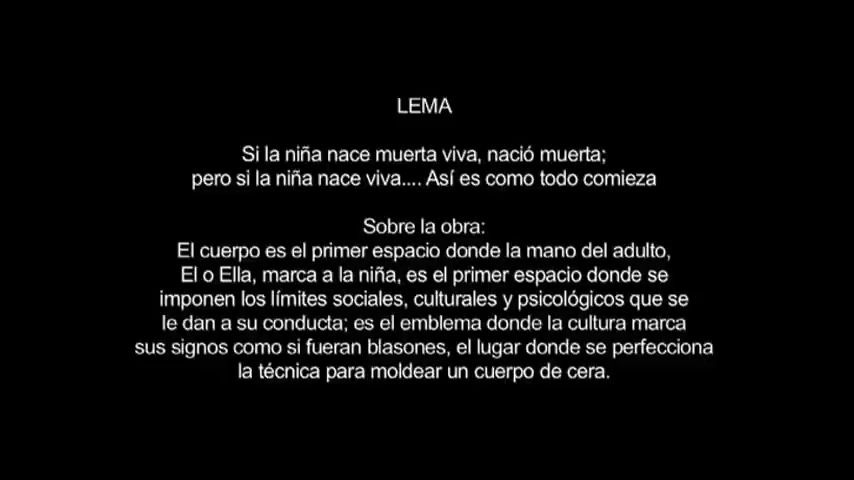 LEMA
Si la niña nace muerta viva, nació muerta;
pero si la niña nace viva.... Así es como todo comieza
Sobre la obra:
El cuerpo es el primer espacio donde la mano del adulto,
El o Ella, marca a la niña, es el primer espacio donde se
imponen los límites sociales, culturales y psicológicos que se
le dan a su conducta; es el emblema donde la cultura marca
sus signos como si fueran blasones, el lugar donde se perfecciona
la técnica para moldear un cuerpo de cera.